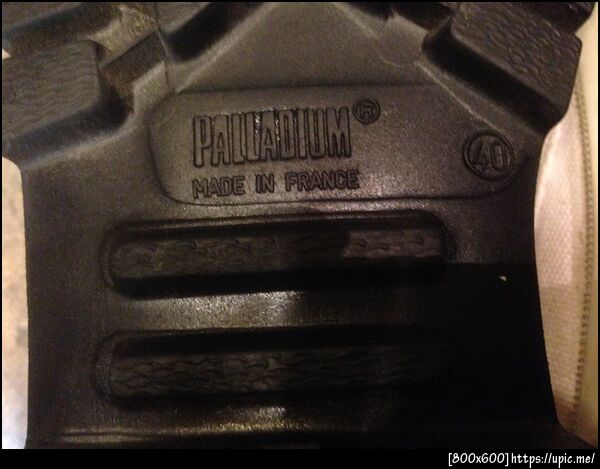 PALLADIUM®
MADE IN FRANCE
40
[800x600]https://upic.me/